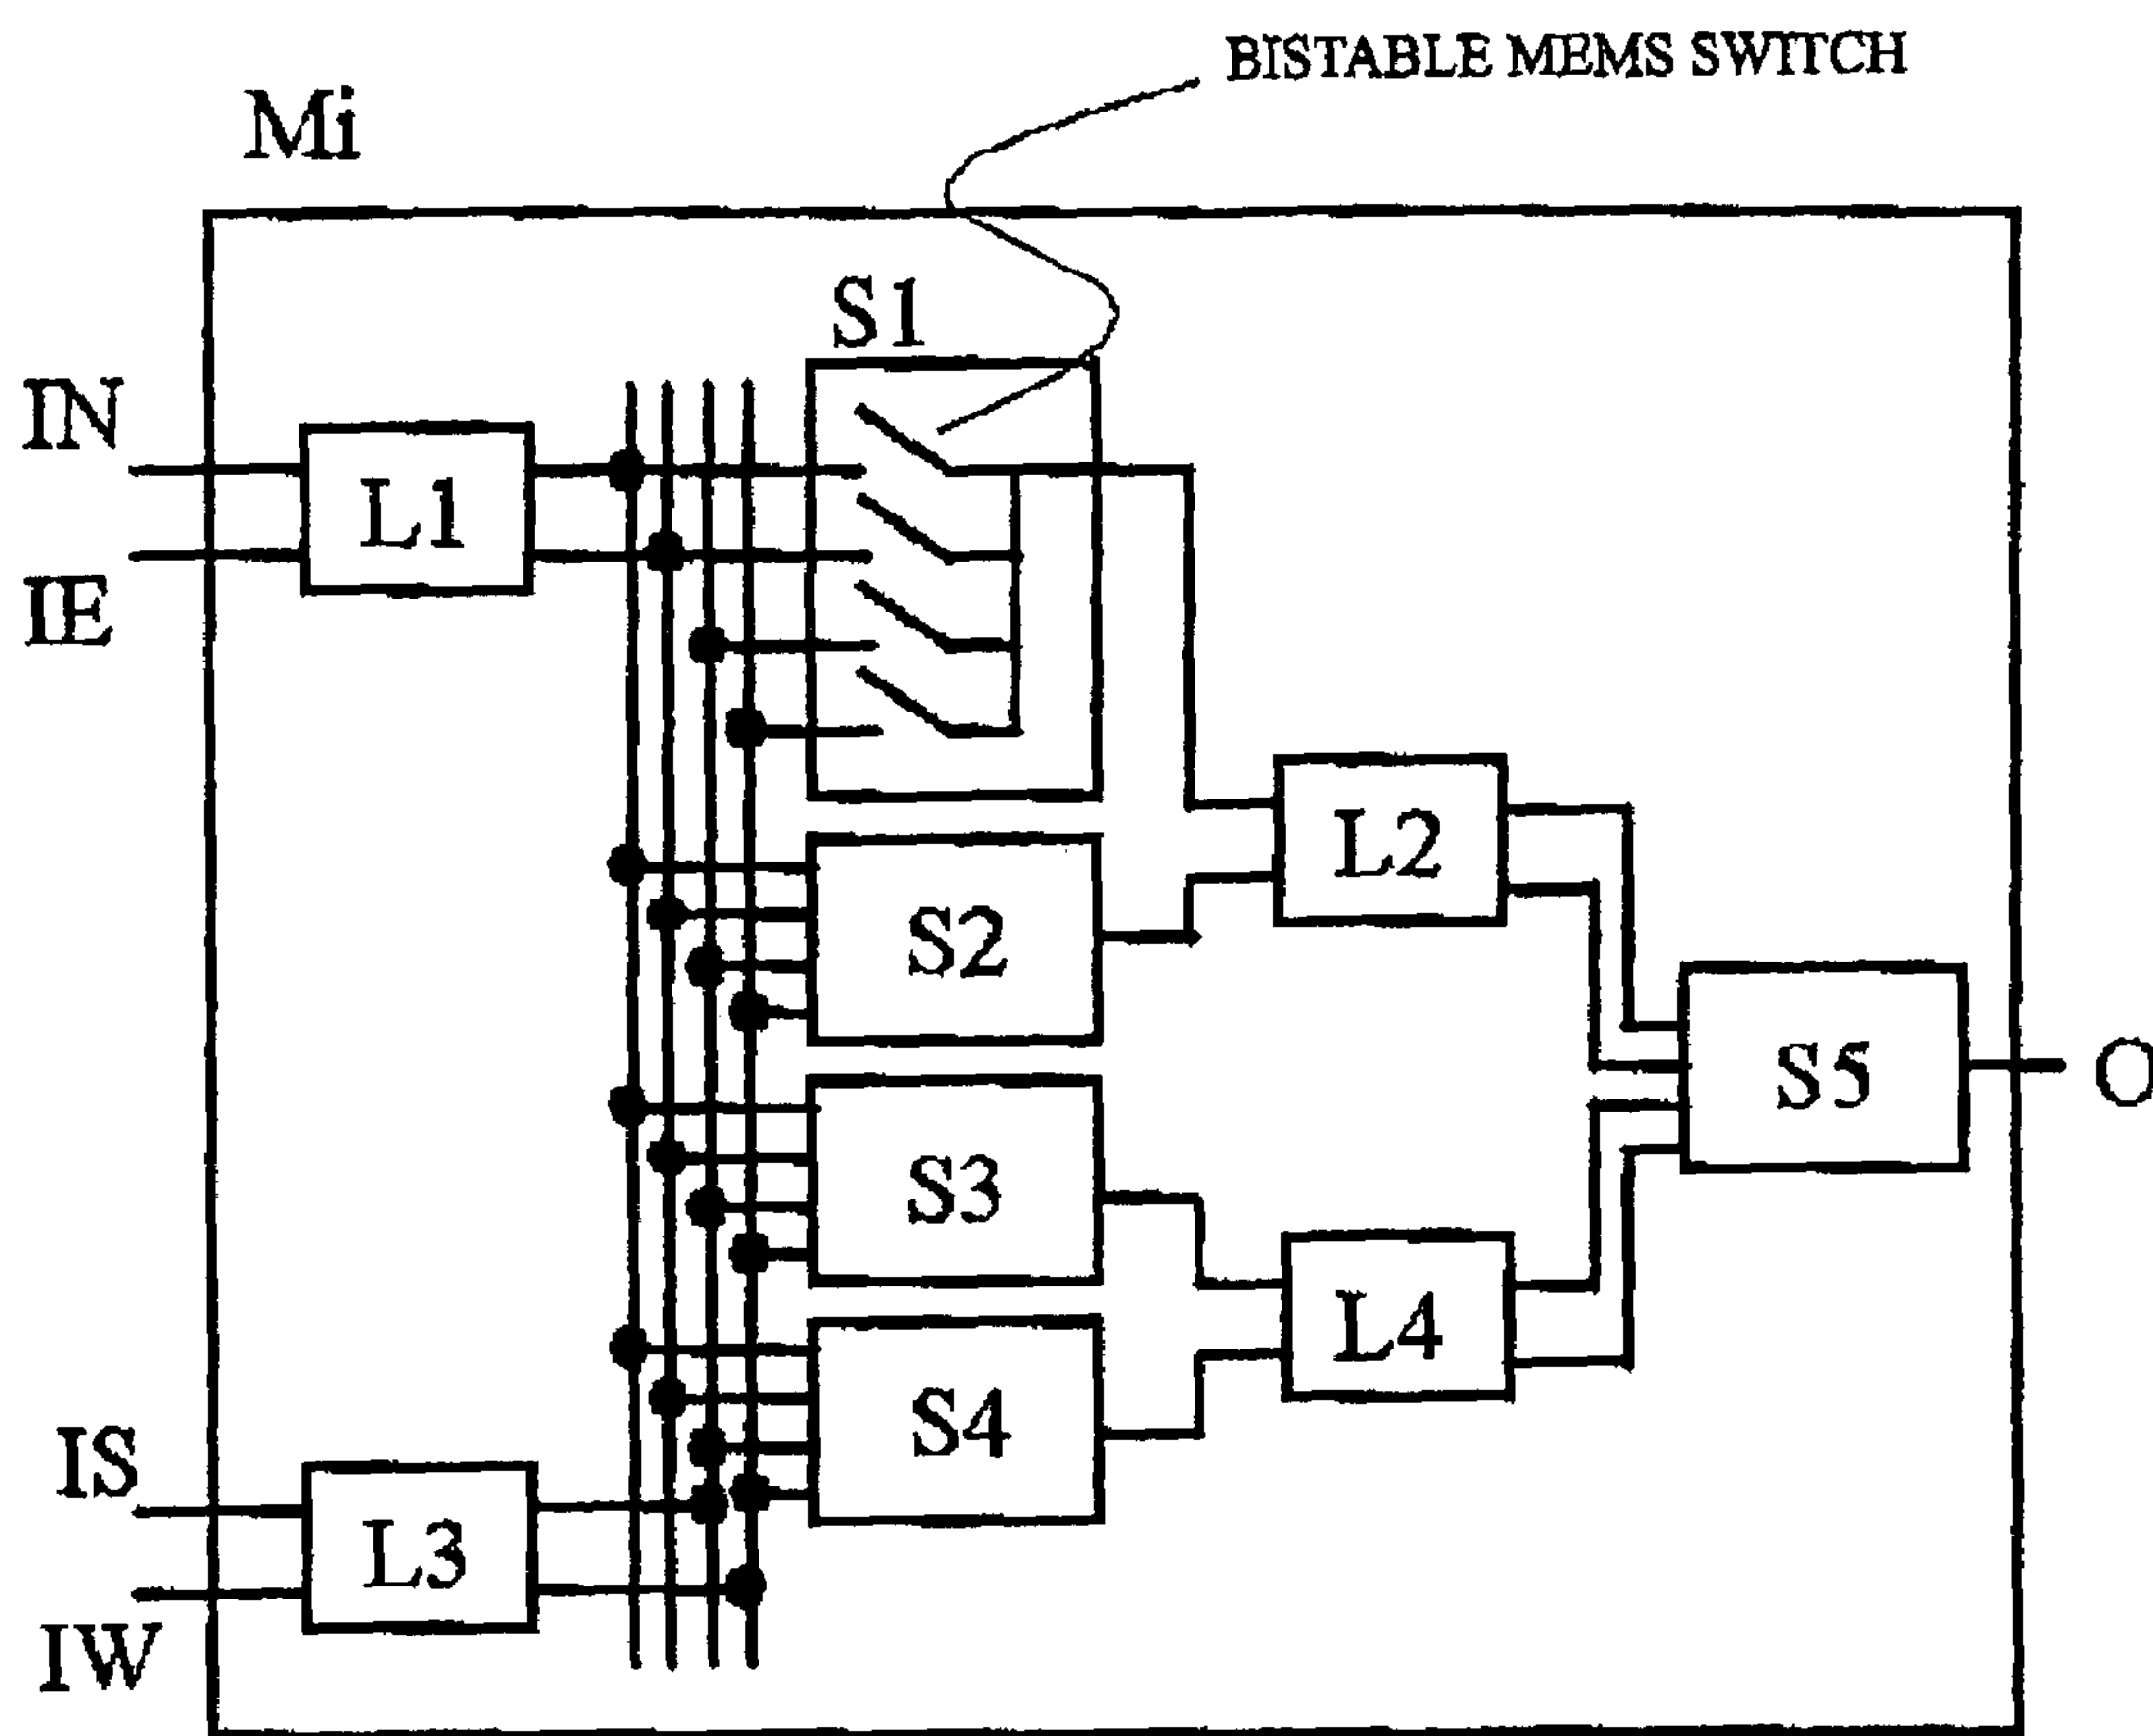 BISTABLE MEMS SWITCH
Mi
S1
IN
L1
IE
L2
S2
S5
O
S3
L4
S4
IS
L3
IW